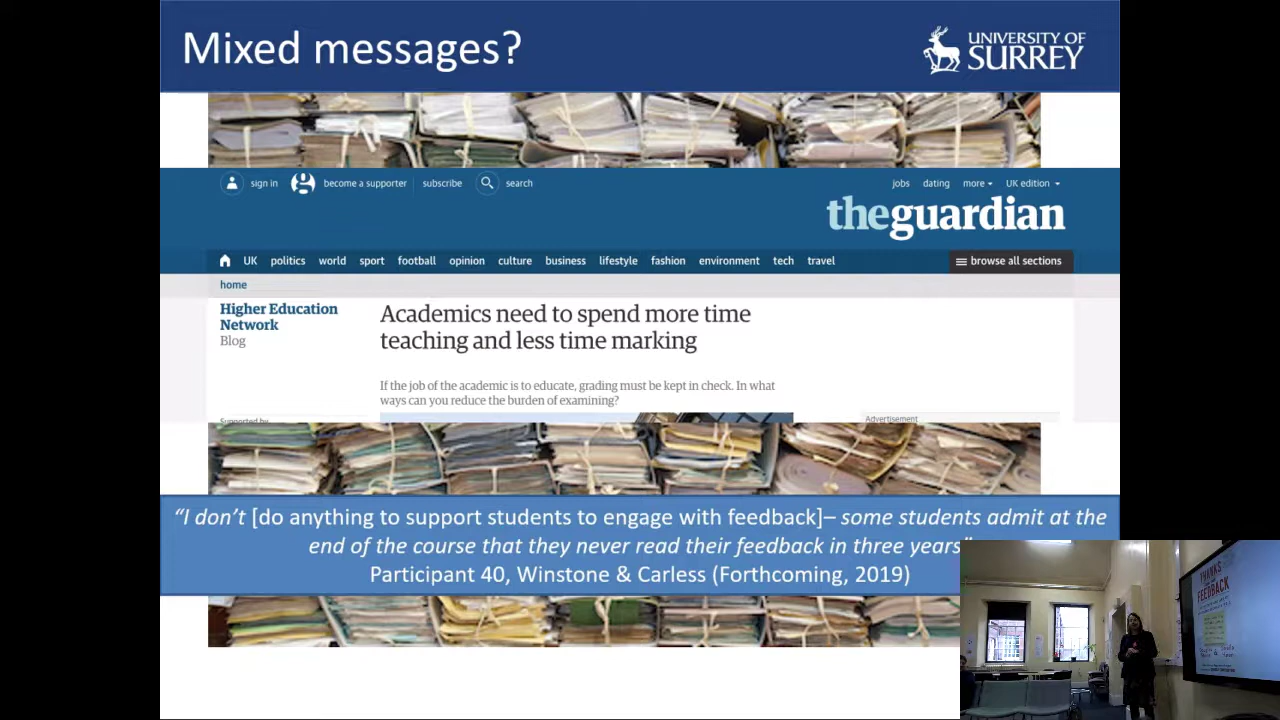 Mixed messages?
UNIVERSITY OF
SURREY
sign in
become a supporter
subscribe
search
jobs
dating
more
UK edition
theguardian
UK politics world sport football opinion culture business lifestyle fashion environment tech travel
browse all sections
home
Higher Education
Network
Blog
Academics need to spend more time
teaching and less time marking
If the job of the academic is to educate, grading must be kept in check. In what
ways can you reduce the burden of examining?
Supported by
Advertisement
“I don’t [do anything to support students to engage with feedback]– some students admit at the
end of the course that they never read their feedback in three years”
Participant 40, Winstone & Carless (Forthcoming, 2019)
THANKS
FEEDBACK